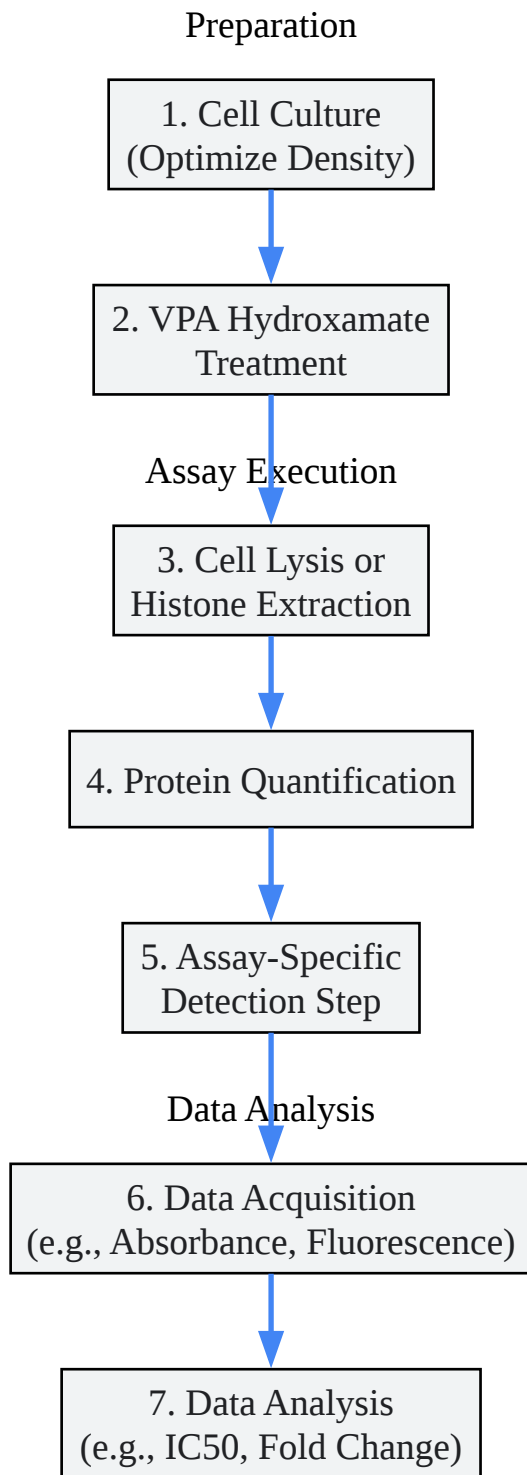 Preparation
1. Cell Culture
(Optimize Density)
2. VPA Hydroxamate
Treatment
Assay Execution
3. Cell Lysis or
Histone Extraction
4. Protein Quantification
5. Assay-Specific
Detection Step
Data Analysis
6. Data Acquisition
(e.g., Absorbance, Fluorescence)
7. Data Analysis
(e.g., IC50, Fold Change)